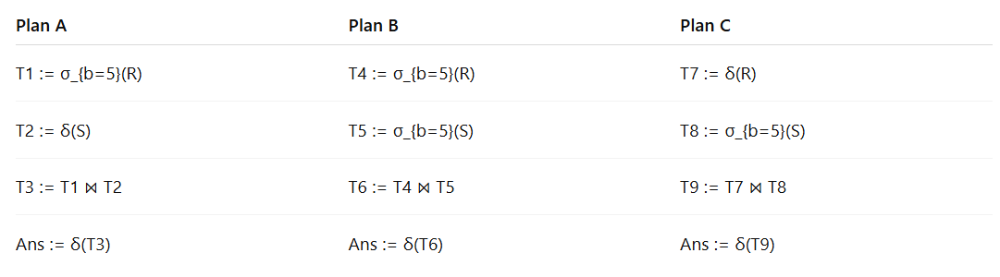 Plan A Plan B Plan C
T1 := σ_{b=5}(R) T4 := σ_{b=5}(R) T7 := δ(R)
T2 := δ(S) T5 := σ_{b=5}(S) T8 := σ_{b=5}(S)
T3 := T1 ⋈ T2 T6 := T4 ⋈ T5 T9 := T7 ⋈ T8
Ans := δ(T3) Ans := δ(T6) Ans := δ(T9)